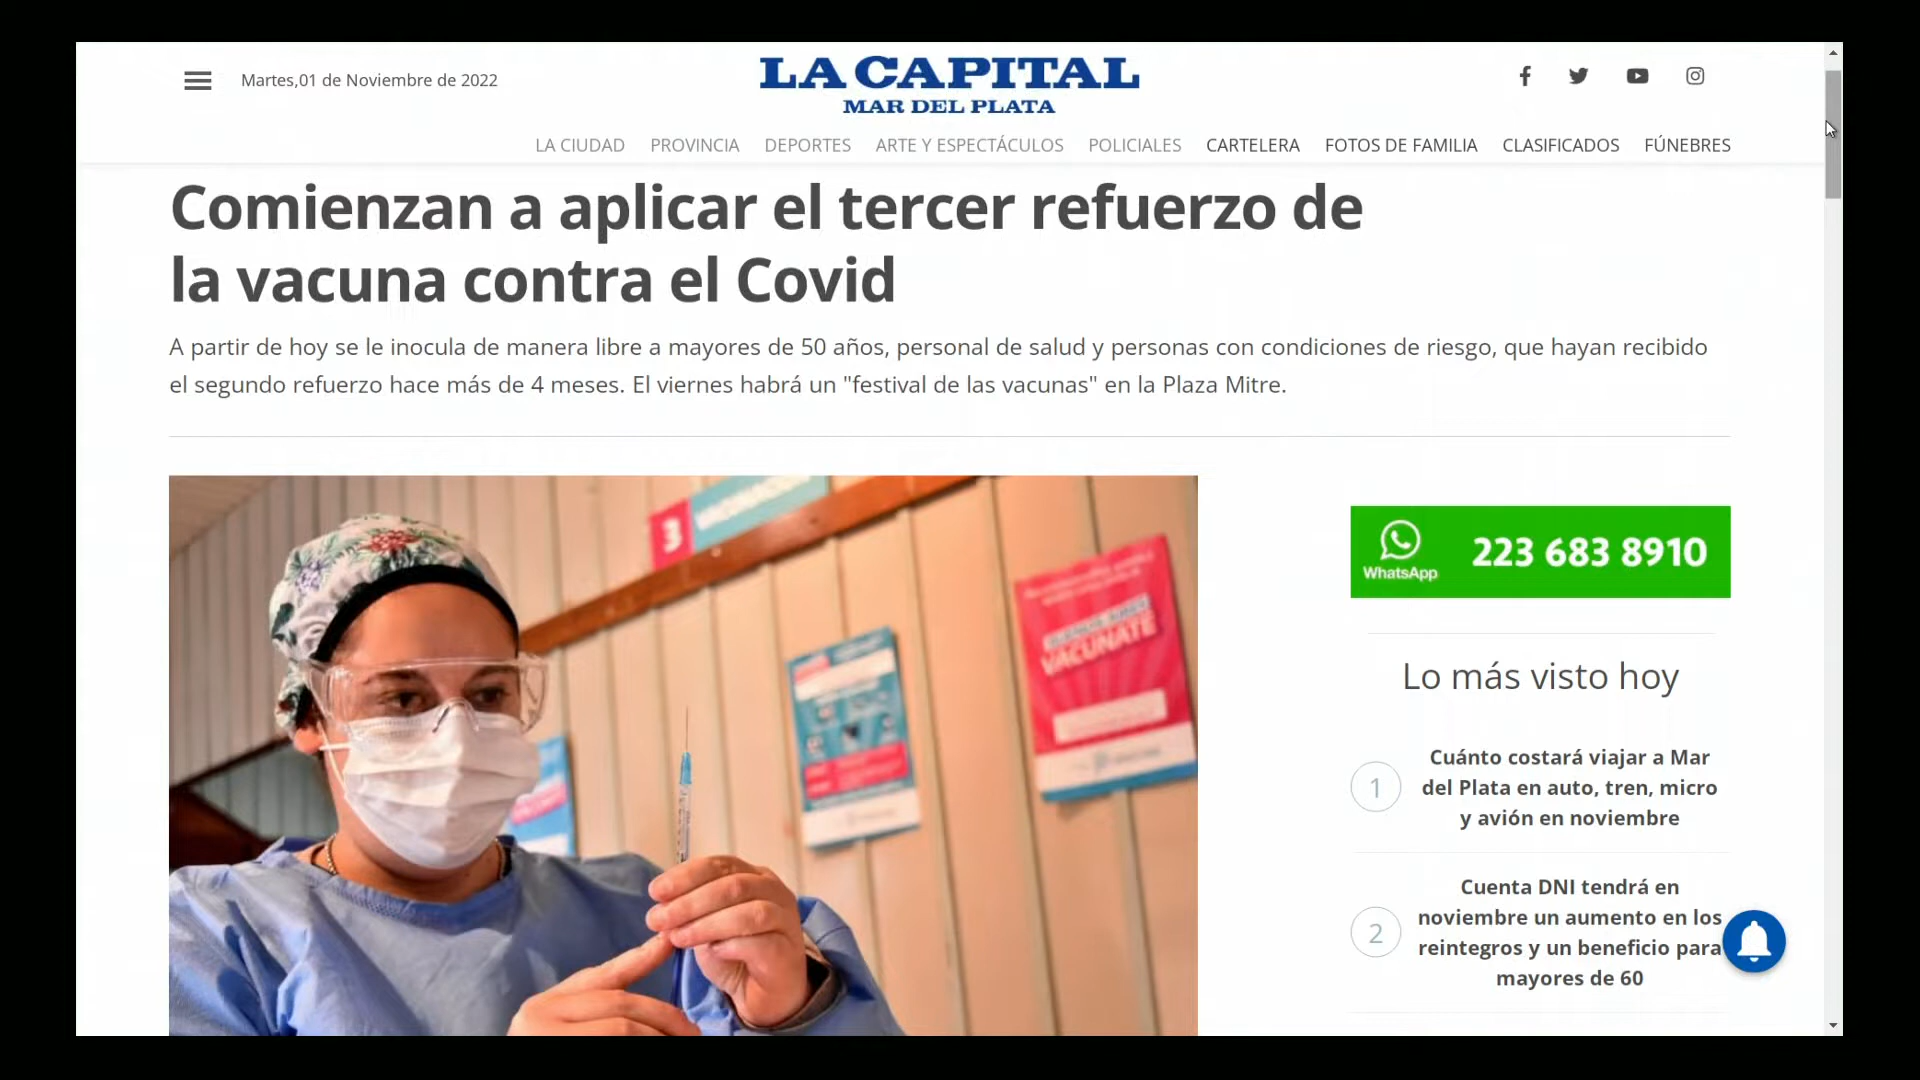 Martes,01 de Noviembre de 2022
LA CAPITAL
MAR DEL PLATA
LA CIUDAD PROVINCIA DEPORTES ARTE Y ESPECTÁCULOS POLICIALES CARTELERA FOTOS DE FAMILIA CLASIFICADOS FÚNEBRES
Comienzan a aplicar el tercer refuerzo de
la vacuna contra el Covid
A partir de hoy se le inocula de manera libre a mayores de 50 años, personal de salud y personas con condiciones de riesgo, que hayan recibido
el segundo refuerzo hace más de 4 meses. El viernes habrá un "festival de las vacunas" en la Plaza Mitre.
3
VACUNATE
WhatsApp
223 683 8910
Lo más visto hoy
1
Cuánto costará viajar a Mar
del Plata en auto, tren, micro
y avión en noviembre
2
Cuenta DNI tendrá en
noviembre un aumento en los
reintegros y un beneficio para
mayores de 60